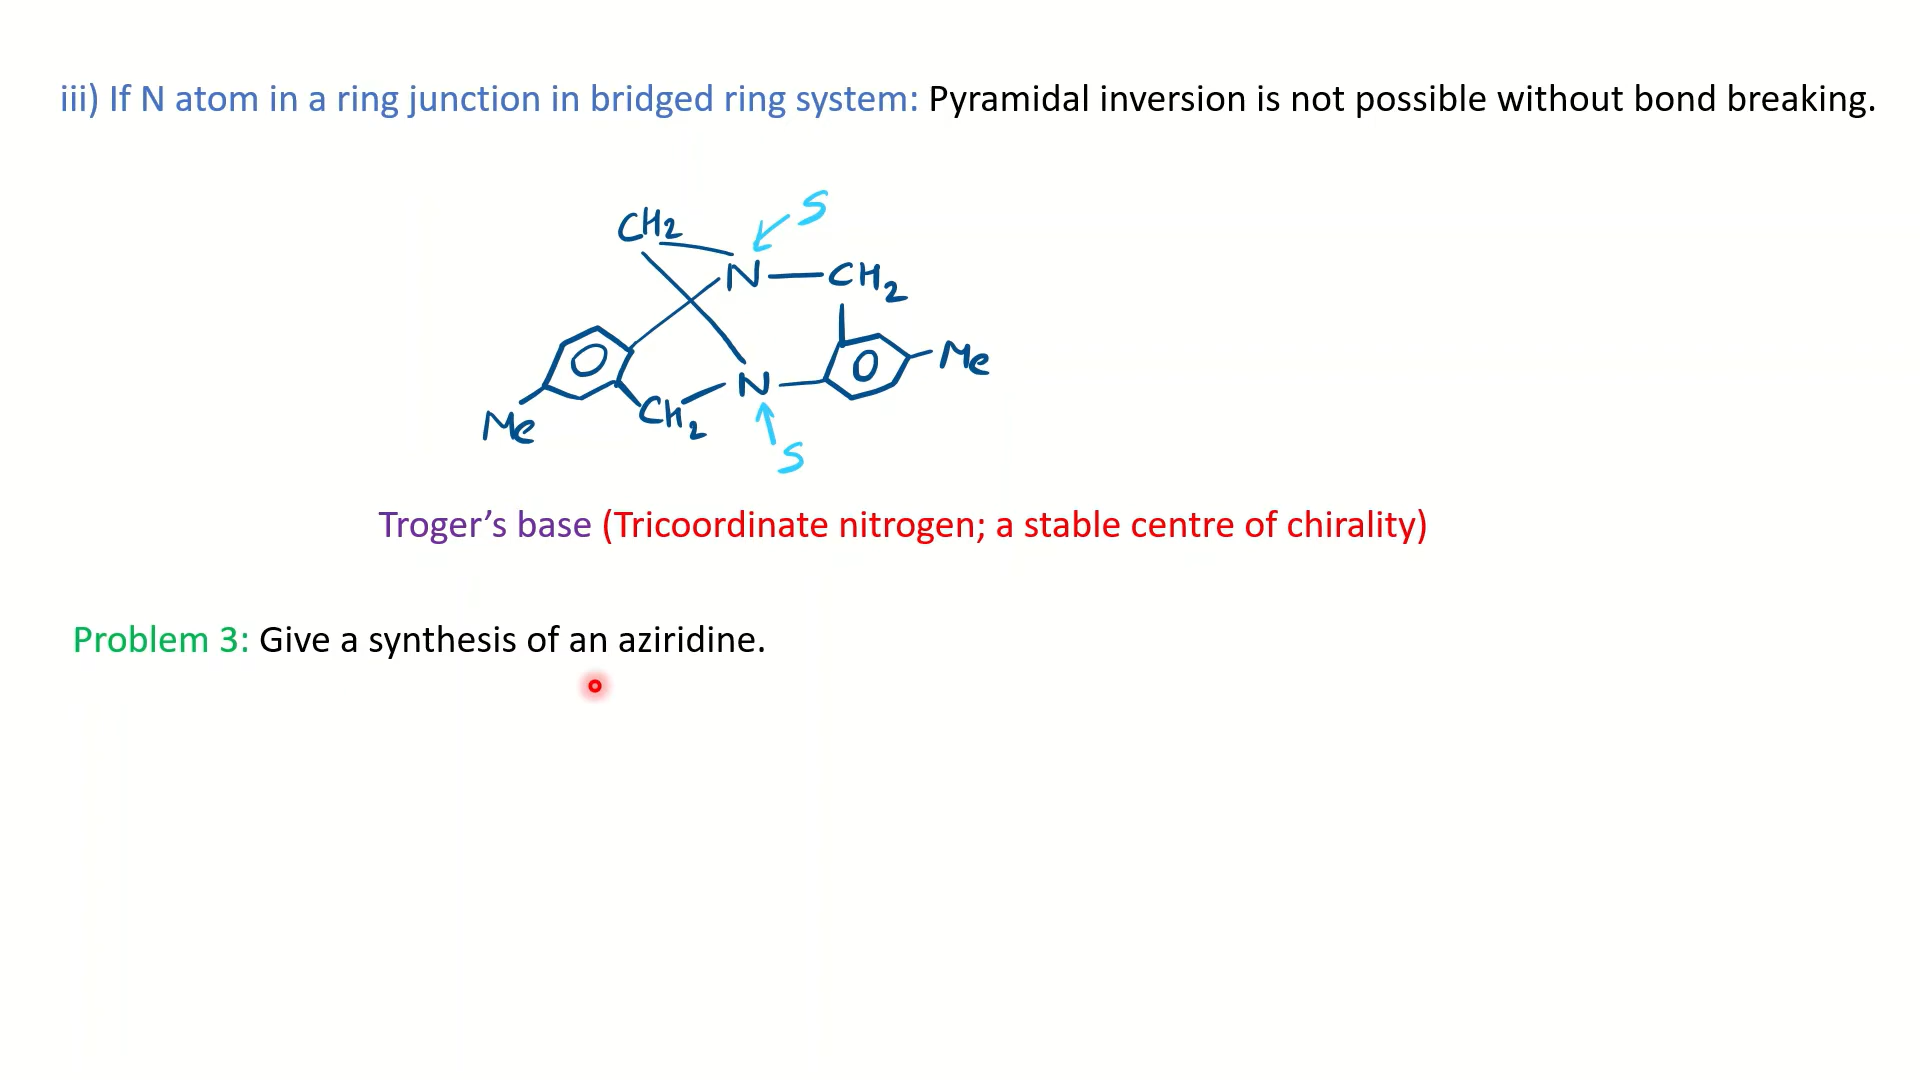 iii) If N atom in a ring junction in bridged ring system: Pyramidal inversion is not possible without bond breaking.
S
CH2
N CH2
Me
N
CH2
Me
S
Troger’s base (Tricoordinate nitrogen; a stable centre of chirality)
Problem 3: Give a synthesis of an aziridine.